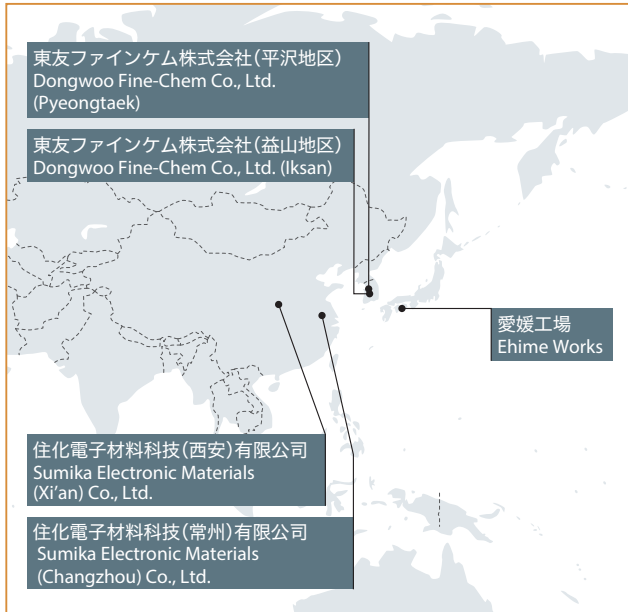 東友ファインケム株式会社（平沢地区）
Dongwoo Fine-Chem Co., Ltd.
(Pyeongtaek)
東友ファインケム株式会社（益山地区）
Dongwoo Fine-Chem Co., Ltd. (Iksan)
愛媛工場
Ehime Works
住化電子材料科技（西安）有限公司
Sumika Electronic Materials
(Xi’an) Co., Ltd.
住化電子材料科技（常州）有限公司
Sumika Electronic Materials
(Changzhou) Co., Ltd.